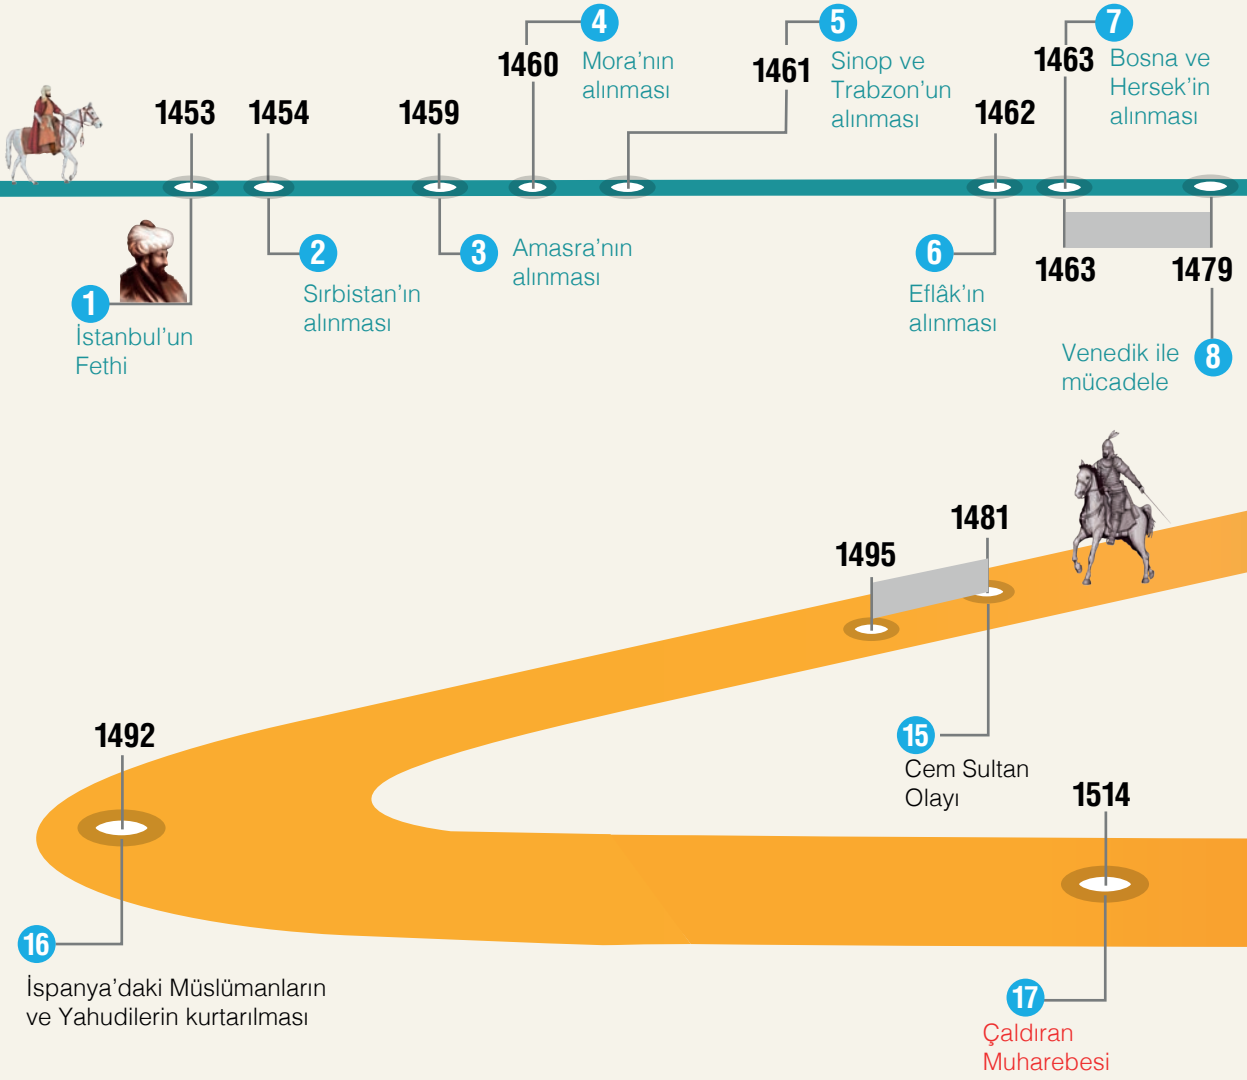 1453
1
İstanbul'un
Fethi
1454
2
Sırbistan'ın
alınması
1459
3
Amasra'nın
alınması
1460
4
Mora'nın
alınması
1461
5
Sinop ve
Trabzon'un
alınması
1462
6
Eflâk'ın
alınması
1463
7
Bosna ve
Hersek'in
alınması
1463
1479
8
Venedik ile
mücadele
1495
1481
15
Cem Sultan
Olayı
1492
16
İspanya'daki Müslümanların
ve Yahudilerin kurtarılması
1514
17
Çaldıran
Muharebesi